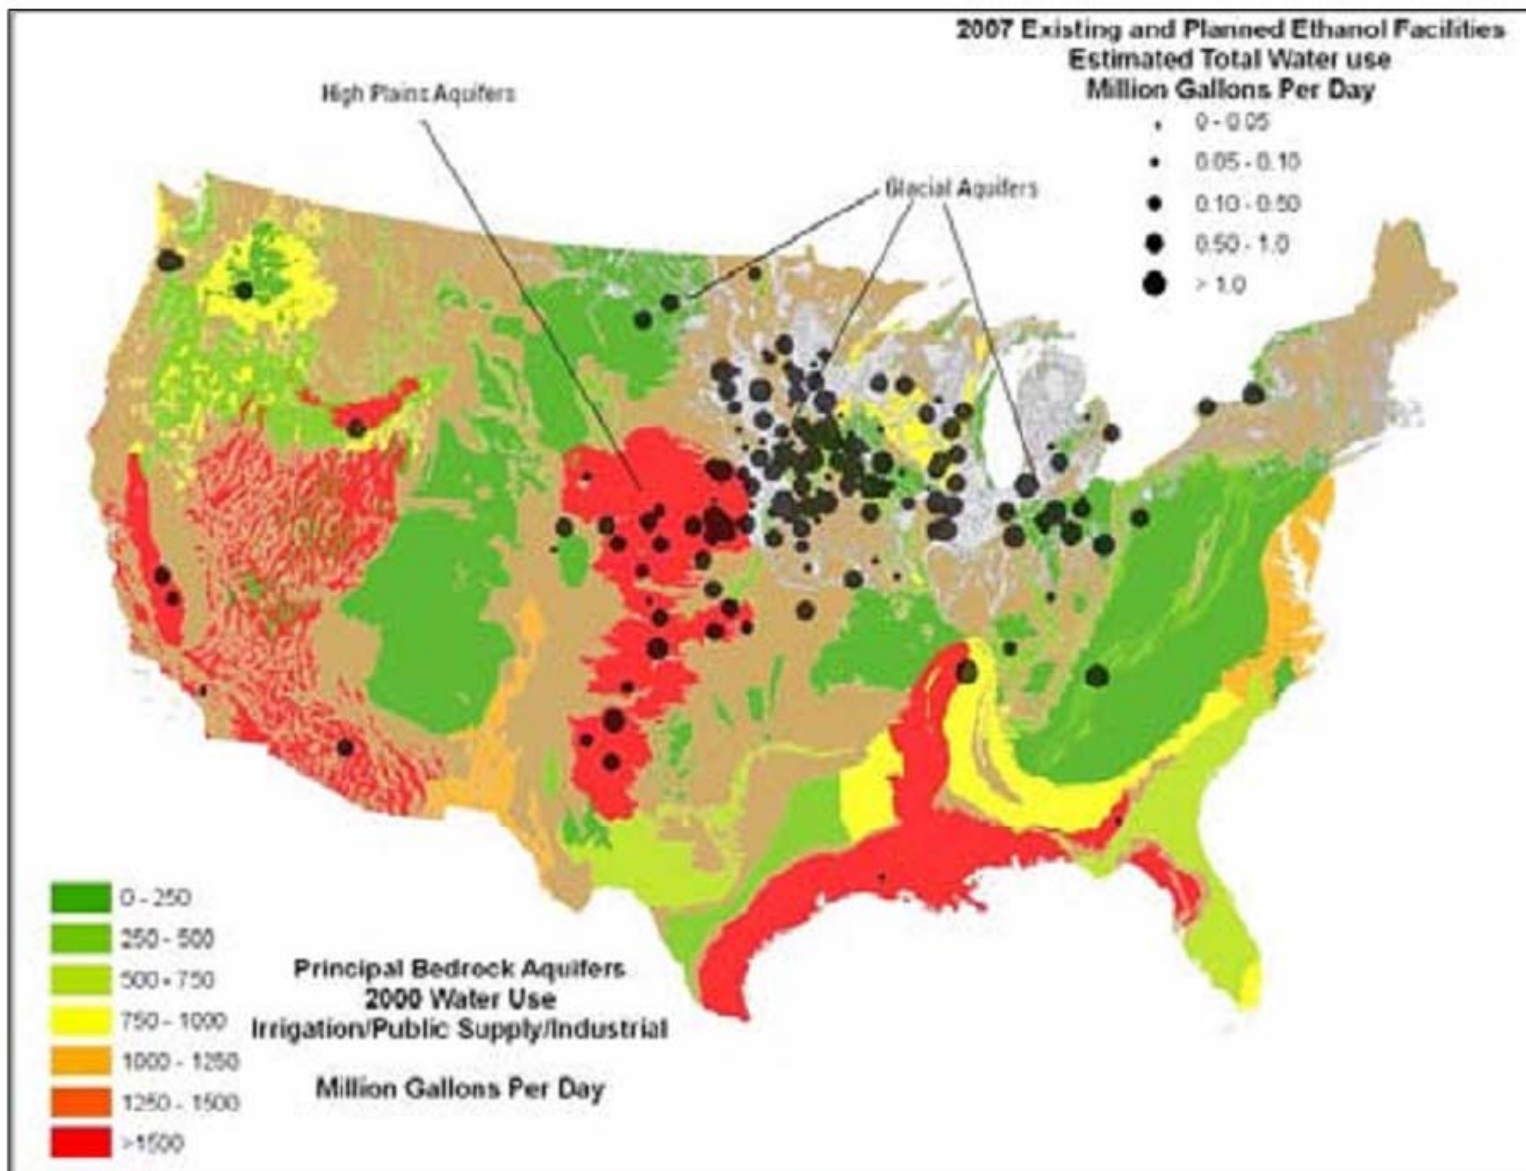 2007 Existing and Planned Ethanol Facilities
Estimated Total Water use
Million Gallons Per Day
0 - 0.05
0.05 - 0.10
0.10 - 0.50
0.50 - 1.0
> 1.0
High Plains Aquifers
Glacial Aquifers
0 - 250
250 - 500
500 - 750
750 - 1000
1000 - 1250
1250 - 1500
>1500
Principal Bedrock Aquifers
2000 Water Use
Irrigation/Public Supply/Industrial
Million Gallons Per Day